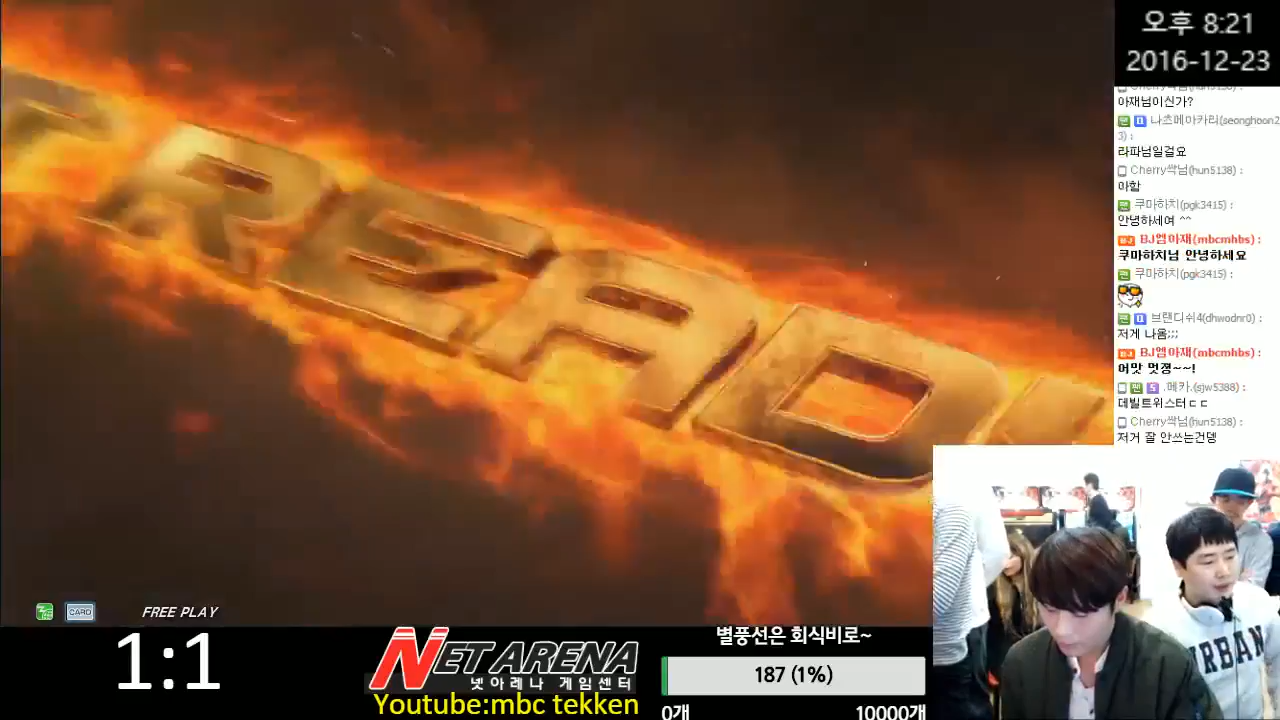 READ
오후 8:21
2016-12-23
아재님이신가?
나츠메아카리(seonghoon2
3) :
라파님일걸요
Cherry싹님(hun5138) :
아함
쿠마하치(pgk3415) :
안녕하세여 ^^
BJ엠아재(mbcmhbs) :
쿠마하치님 안녕하세요
쿠마하치(pgk3415) :
브랜디쉬4(dhwodnr0) :
저게 나옴;;;
BJ엠아재(mbcmhbs) :
어맛 멋졍~~!
.메카.(sjw5388) :
데빌트위스터ㄷㄷ
Cherry싹님(hun5138) :
저거 잘 안쓰는건뎅
CARD
FREE PLAY
URBAN
1:1
NET ARENA
넷아레나 게임센터
Youtube:mbc tekken
별풍선은 회식비로~
187 (1%)
0개
10000개